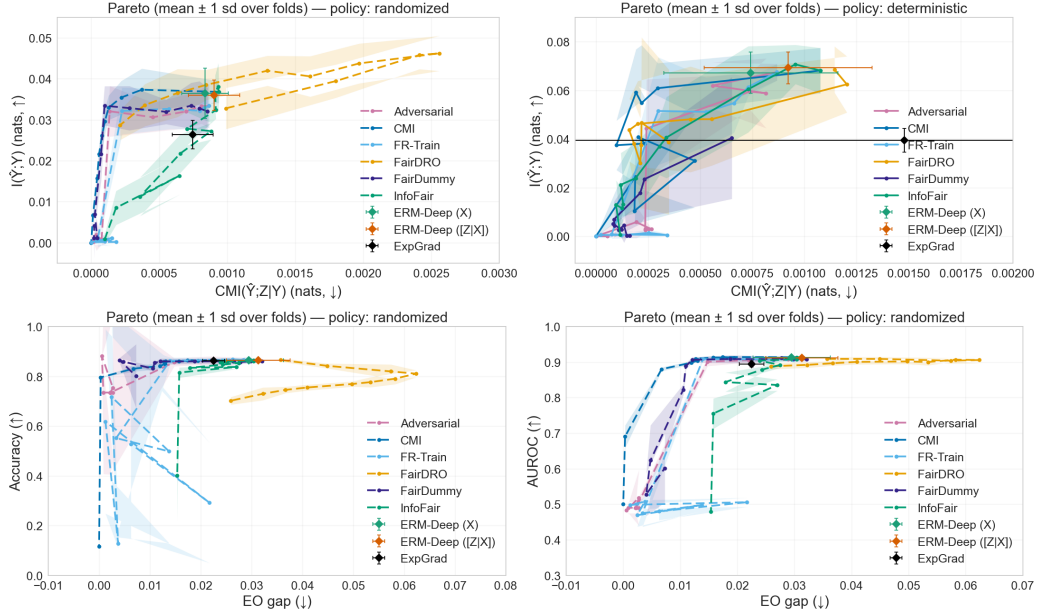 Pareto (mean ± 1 sd over folds) — policy: randomized
I(Ŷ;Y) (nats, ↑)
0.05
0.04
0.03
0.02
0.01
0.00
Adversarial
CMI
FR-Train
FairDRO
FairDummy
InfoFair
ERM-Deep (X)
ERM-Deep ([Z|X])
ExpGrad
0.0000 0.0005 0.0010 0.0015 0.0020 0.0025 0.0030
CMI(Ŷ;Z|Y) (nats, ↓)
Pareto (mean ± 1 sd over folds) — policy: deterministic
I(Ŷ;Y) (nats, ↑)
0.08
0.06
0.04
0.02
0.00
Adversarial
CMI
FR-Train
FairDRO
FairDummy
InfoFair
ERM-Deep (X)
ERM-Deep ([Z|X])
ExpGrad
0.00000 0.00025 0.00050 0.00075 0.00100 0.00125 0.00150 0.00175 0.00200
CMI(Ŷ;Z|Y) (nats, ↓)
Pareto (mean ± 1 sd over folds) — policy: randomized
Accuracy (↑)
1.0
0.8
0.6
0.4
0.2
0.0
Adversarial
CMI
FR-Train
FairDRO
FairDummy
InfoFair
ERM-Deep (X)
ERM-Deep ([Z|X])
ExpGrad
−0.01 0.00 0.01 0.02 0.03 0.04 0.05 0.06 0.07 0.08
EO gap (↓)
Pareto (mean ± 1 sd over folds) — policy: randomized
AUROC (↑)
1.0
0.9
0.8
0.7
0.6
0.5
0.4
0.3
Adversarial
CMI
FR-Train
FairDRO
FairDummy
InfoFair
ERM-Deep (X)
ERM-Deep ([Z|X])
ExpGrad
−0.01 0.00 0.01 0.02 0.03 0.04 0.05 0.06 0.07
EO gap (↓)